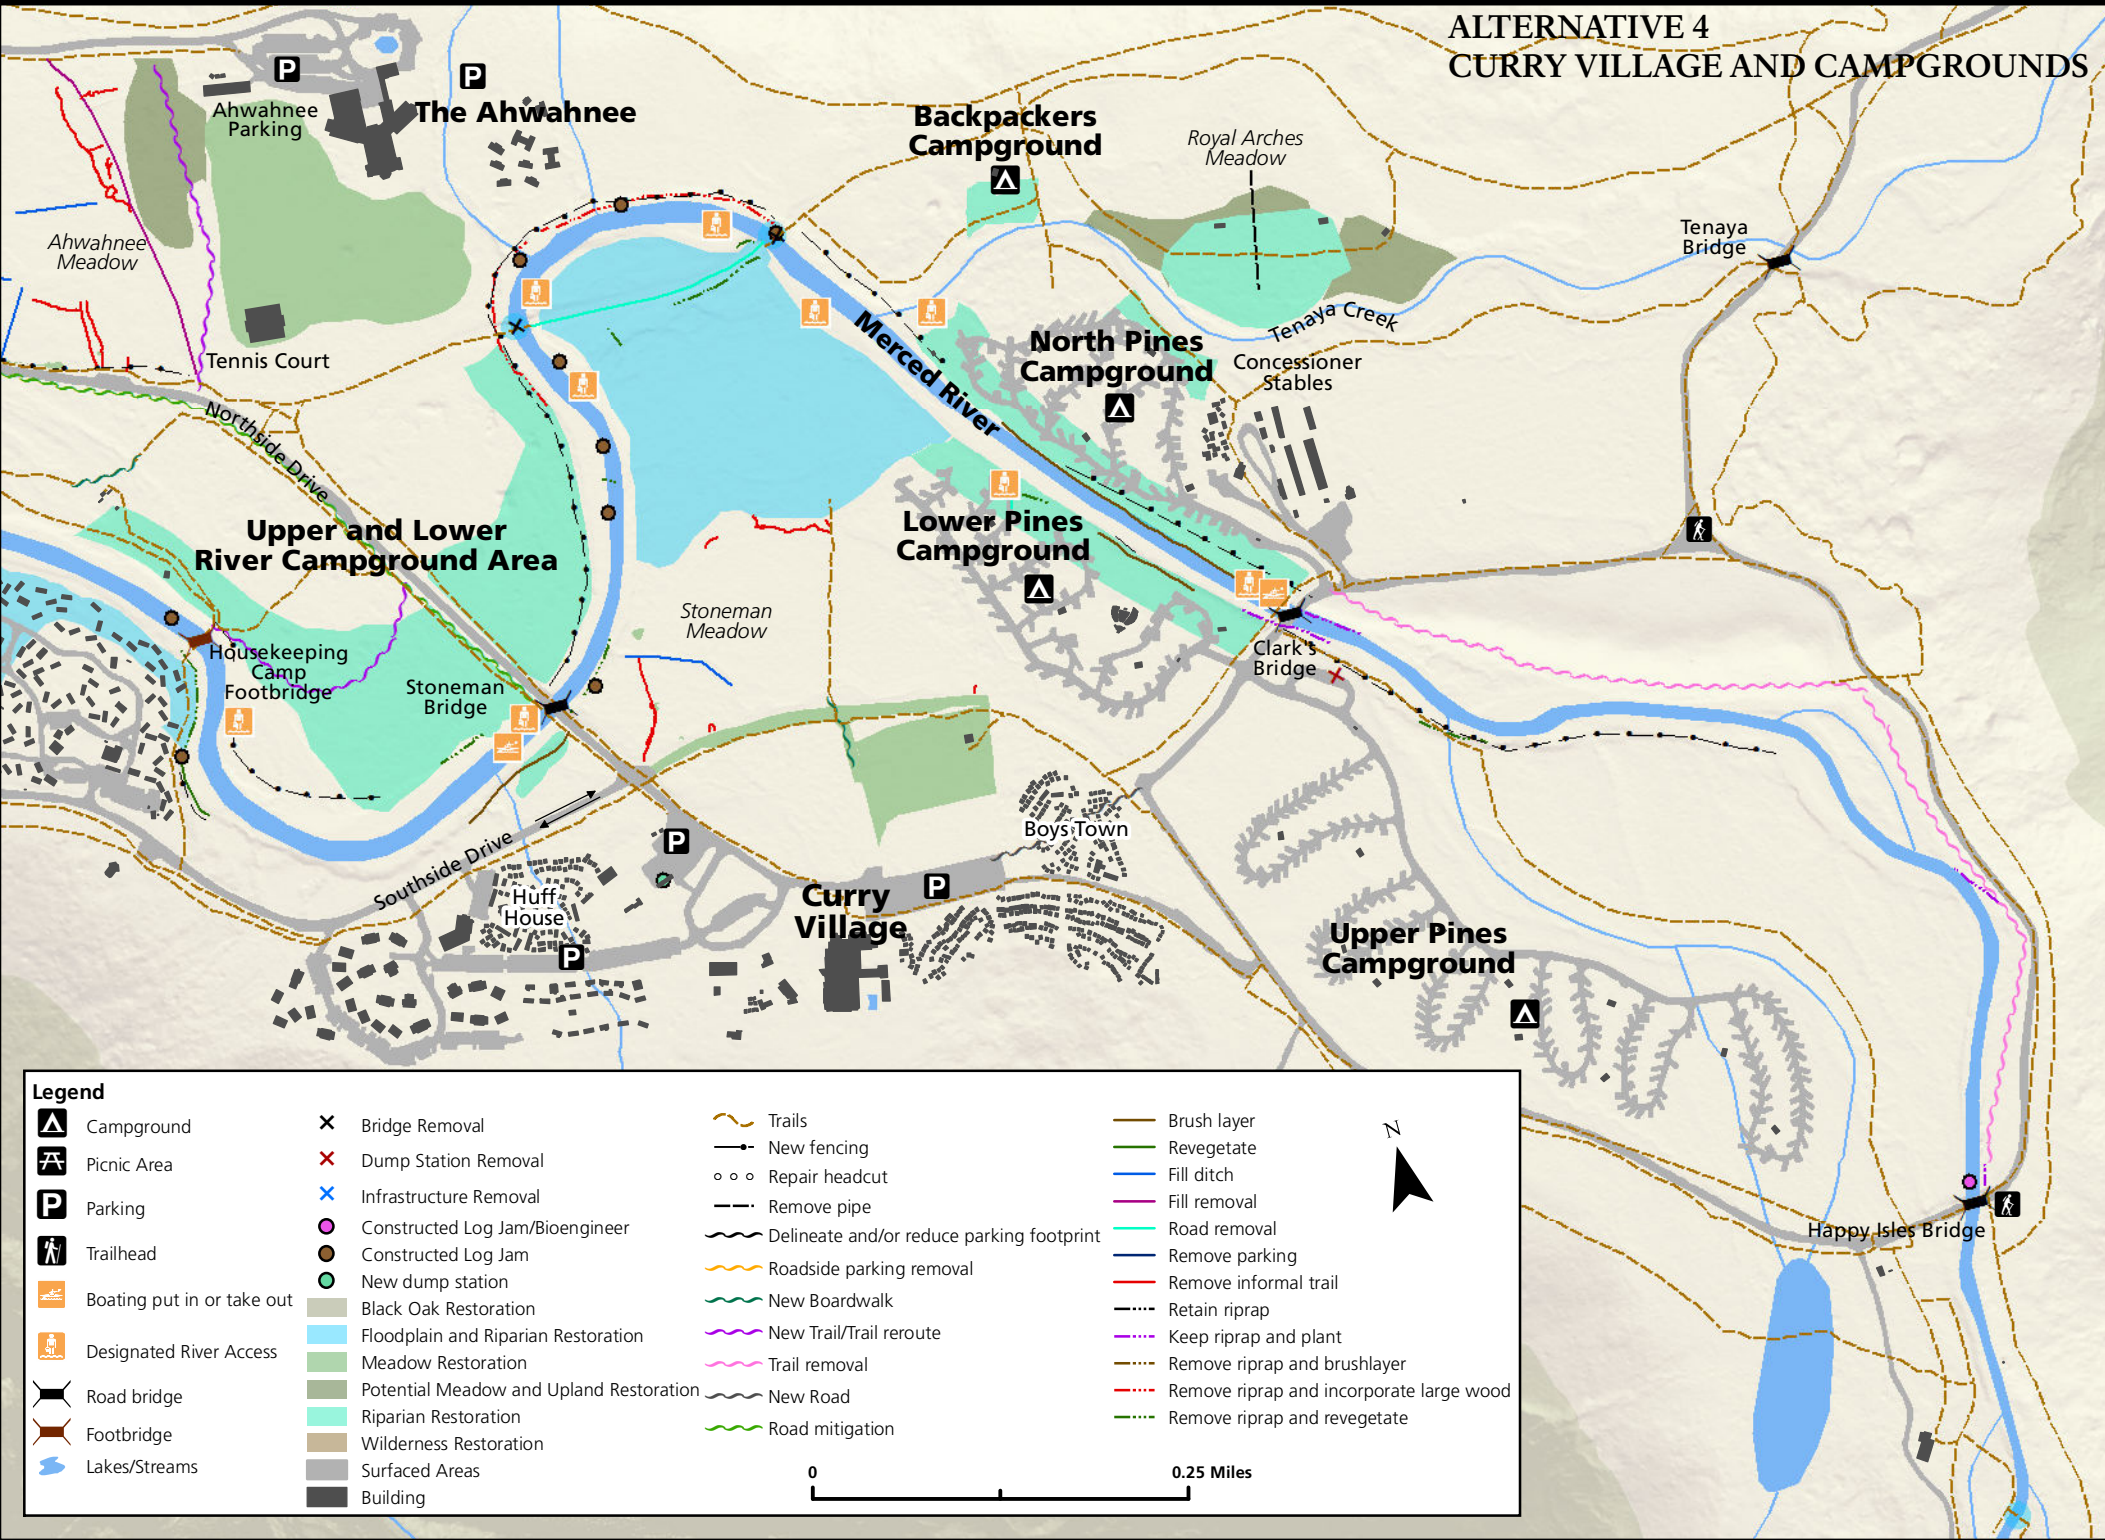 ALTERNATIVE 4
CURRY VILLAGE AND CAMPGROUNDS
P
P
Ahwahnee
Parking
The Ahwahnee
Backpackers
Campground
Royal Arches
Meadow
Tenaya
Bridge
Ahwahnee
Meadow
Tennis Court
Merced River
North Pines
Campground
Tenaya Creek
Concessioner
Stables
Northside Drive
Upper and Lower
River Campground Area
Lower Pines
Campground
Stoneman
Meadow
Housekeeping
Camp
Footbridge
Stoneman
Bridge
Clark's
Bridge
Southside Drive
P
Boys Town
Huff
House
Curry
Village
P
P
Upper Pines
Campground
Happy Isles Bridge
Legend
Campground
Picnic Area
P
Parking
Trailhead
Boating put in or take out
Designated River Access
Road bridge
Footbridge
Lakes/Streams
Bridge Removal
Dump Station Removal
Infrastructure Removal
Constructed Log Jam/Bioengineer
Constructed Log Jam
New dump station
Black Oak Restoration
Floodplain and Riparian Restoration
Meadow Restoration
Potential Meadow and Upland Restoration
Riparian Restoration
Wilderness Restoration
Surfaced Areas
Building
Trails
New fencing
Repair headcut
Remove pipe
Delineate and/or reduce parking footprint
Roadside parking removal
New Boardwalk
New Trail/Trail reroute
Trail removal
New Road
Road mitigation
Brush layer
Revegetate
Fill ditch
Fill removal
Road removal
Remove parking
Remove informal trail
Retain riprap
Keep riprap and plant
Remove riprap and brushlayer
Remove riprap and incorporate large wood
Remove riprap and revegetate
N
0
0.25 Miles